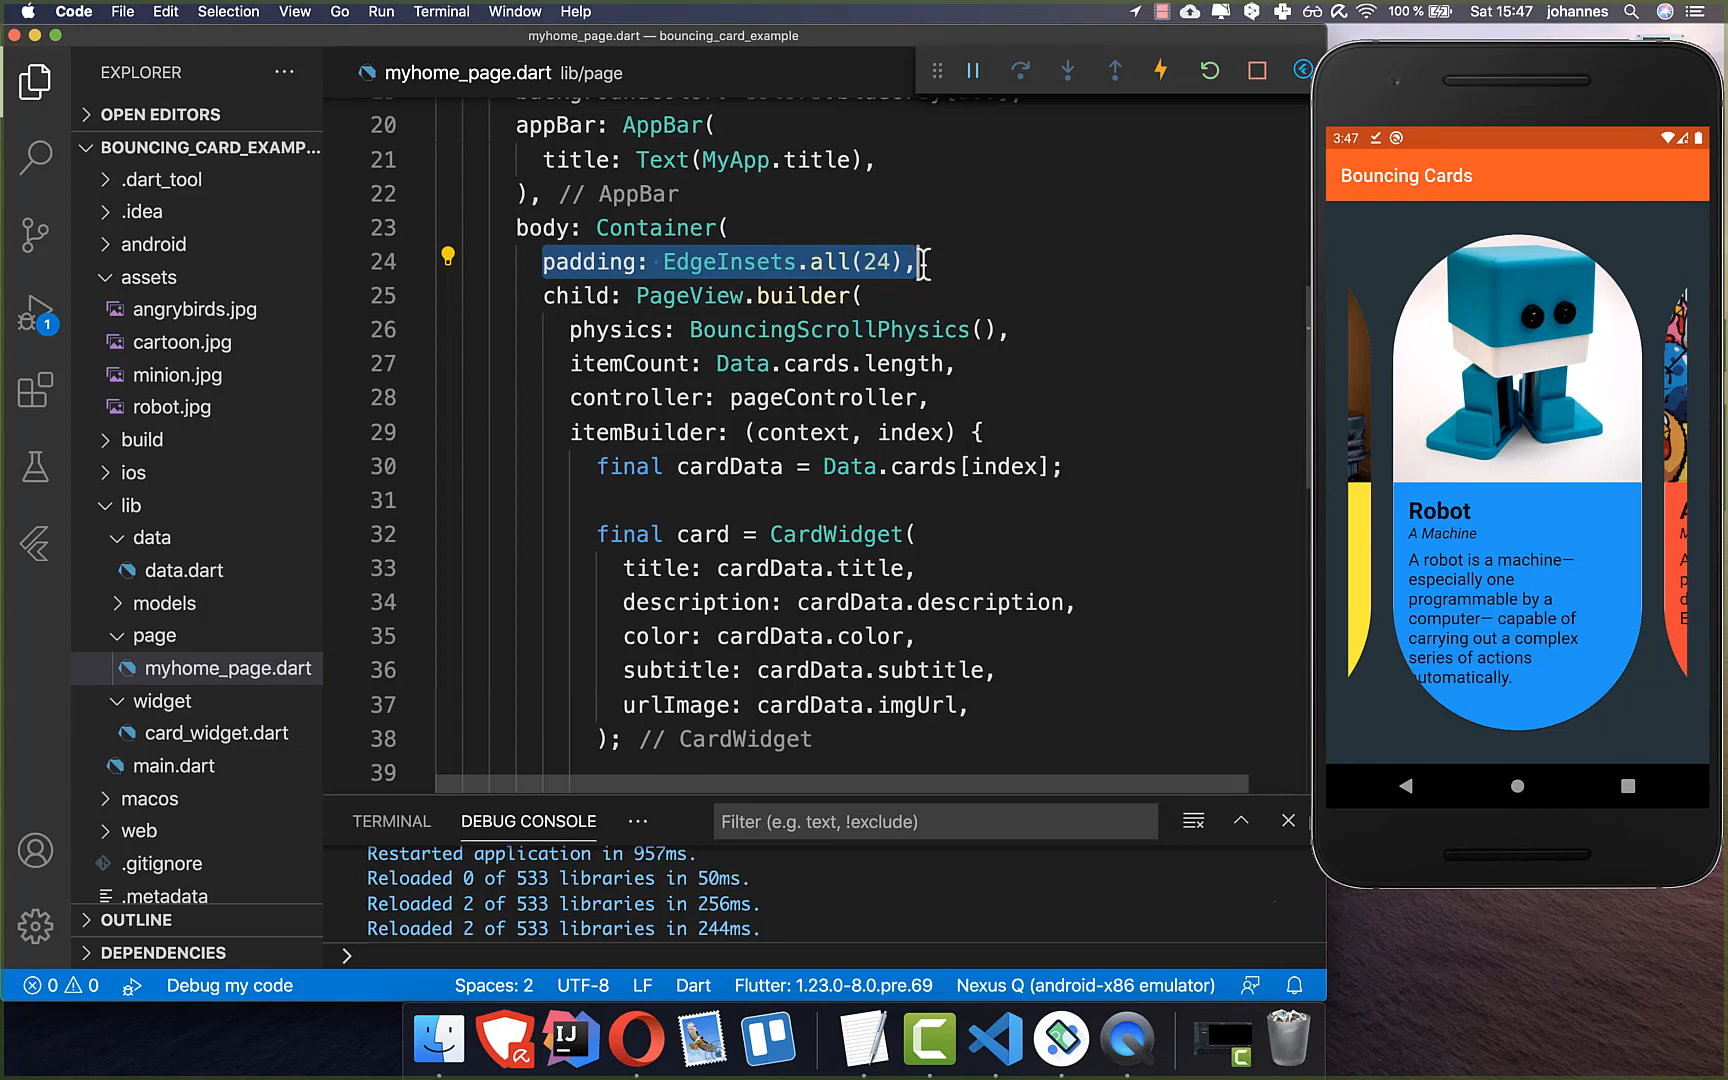 Code File Edit Selection View Go Run Terminal Window Help
100 % Sat 15:47 johannes
myhome_page.dart — bouncing_card_example
EXPLORER
OPEN EDITORS
BOUNCING_CARD_EXAMP...
.dart_tool
.idea
android
assets
angrybirds.jpg
cartoon.jpg
minion.jpg
robot.jpg
build
ios
lib
data
data.dart
models
page
myhome_page.dart
widget
card_widget.dart
main.dart
macos
web
.gitignore
.metadata
OUTLINE
DEPENDENCIES
1
myhome_page.dart lib/page
20 appBar: AppBar(
21 title: Text(MyApp.title),
22 ), // AppBar
23 body: Container(
24 padding: EdgeInsets.all(24),
25 child: PageView.builder(
26 physics: BouncingScrollPhysics(),
27 itemCount: Data.cards.length,
28 controller: pageController,
29 itemBuilder: (context, index) {
30 final cardData = Data.cards[index];
31
32 final card = CardWidget(
33 title: cardData.title,
34 description: cardData.description,
35 color: cardData.color,
36 subtitle: cardData.subtitle,
37 urlImage: cardData.imgUrl,
38 ); // CardWidget
39
TERMINAL DEBUG CONSOLE ··· Filter (e.g. text, !exclude)
Restarted application in 957ms.
Reloaded 0 of 533 libraries in 50ms.
Reloaded 2 of 533 libraries in 256ms.
Reloaded 2 of 533 libraries in 244ms.
0 0 Debug my code Spaces: 2 UTF-8 LF Dart Flutter: 1.23.0-8.0.pre.69 Nexus Q (android-x86 emulator)
IJ
3:47
Bouncing Cards
Robot
A Machine
A robot is a machine—
especially one
programmable by a
computer— capable of
carrying out a complex
series of actions
automatically.